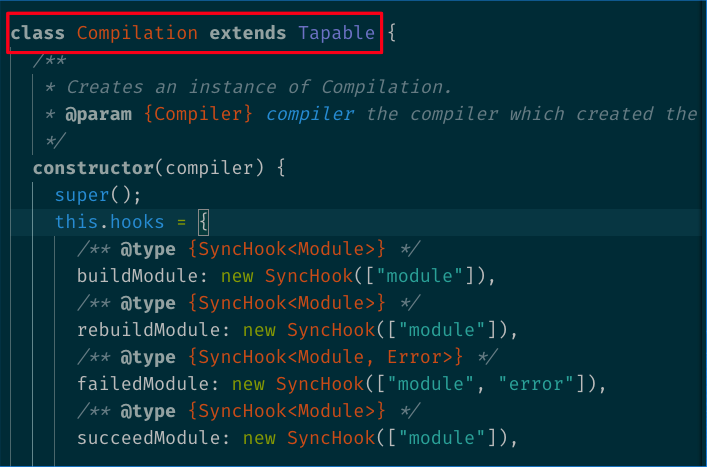 class Compilation extends Tapable {
/**
* Creates an instance of Compilation.
* @param {Compiler} compiler the compiler which created the
*/
constructor(compiler) {
super();
this.hooks = {
/** @type {SyncHook<Module>} */
buildModule: new SyncHook(["module"]),
/** @type {SyncHook<Module>} */
rebuildModule: new SyncHook(["module"]),
/** @type {SyncHook<Module, Error>} */
failedModule: new SyncHook(["module", "error"]),
/** @type {SyncHook<Module>} */
succeedModule: new SyncHook(["module"]),